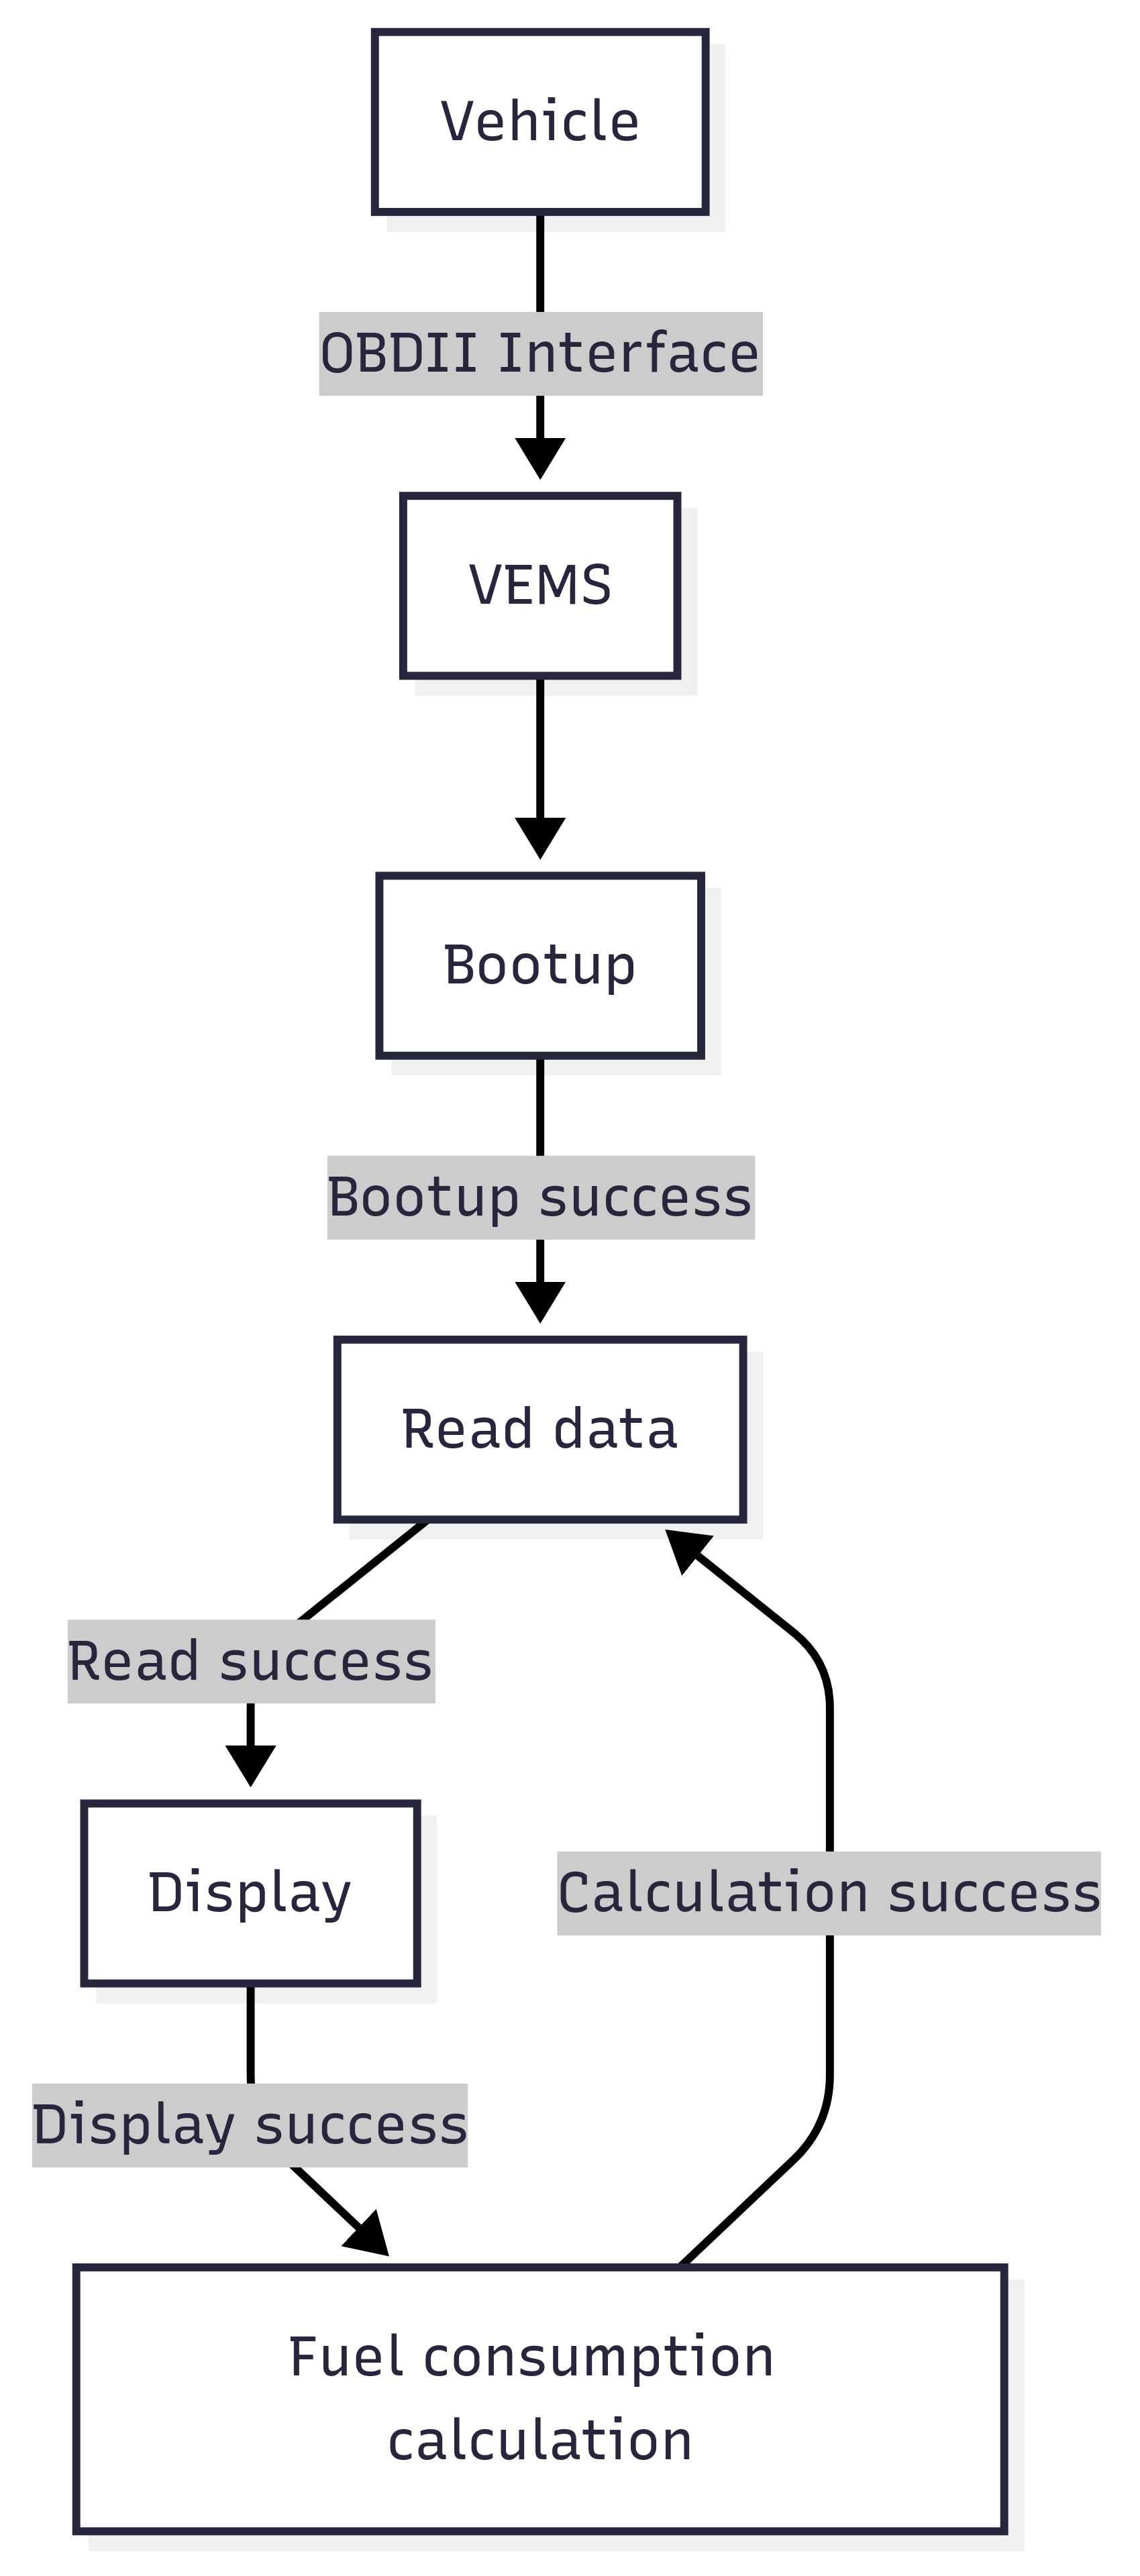 Vehicle
OBDII Interface
VEMS
Bootup
Bootup success
Read data
Read success
Display
Calculation success
Display success
Fuel consumption
calculation